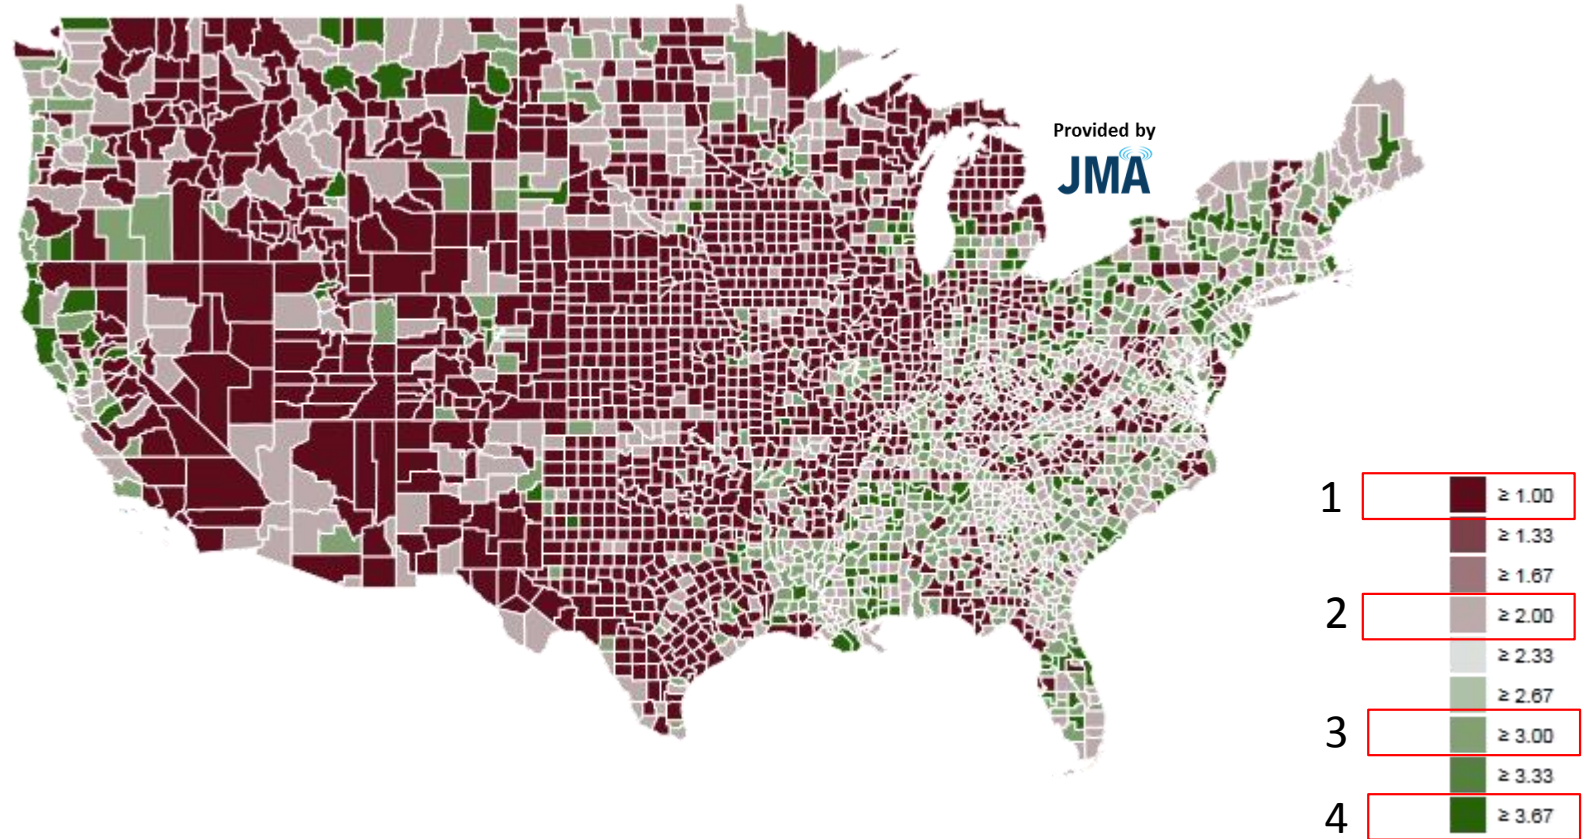 Provided by
JMA
1 ≥ 1.00
≥ 1.33
≥ 1.67
2 ≥ 2.00
≥ 2.33
≥ 2.67
3 ≥ 3.00
≥ 3.33
4 ≥ 3.67